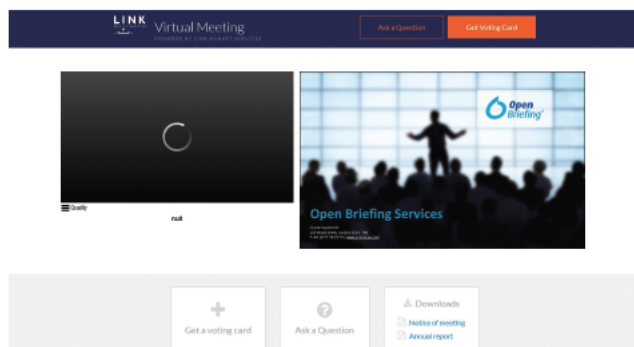 LINK
Virtual Meeting
POWERED BY LINK MARKET SERVICES
Ask a Question
Get Voting Card
Open
Briefing
Quality
null
Open Briefing Services
Get a voting card
Ask a Question
Downloads
Notice of meeting
Annual report